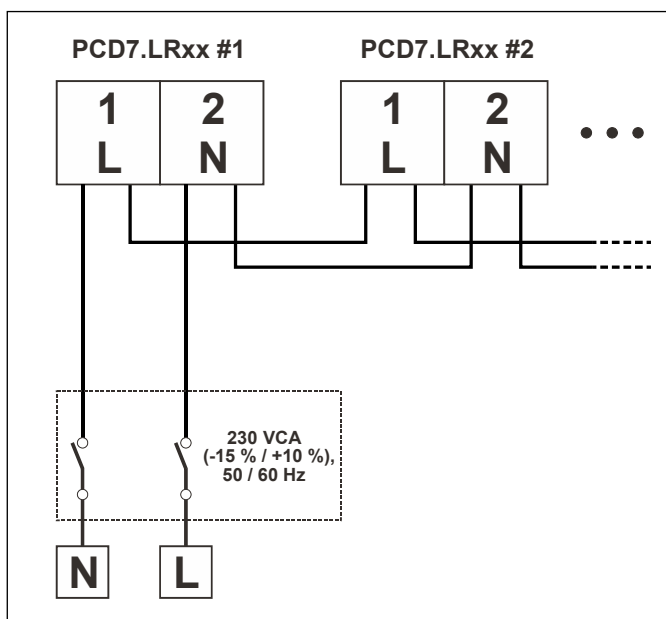 PCD7.LRxx #1
PCD7.LRxx #2
1
L
2
N
1
L
2
N
230 VCA
(-15 % / +10 %),
50 / 60 Hz
N
L